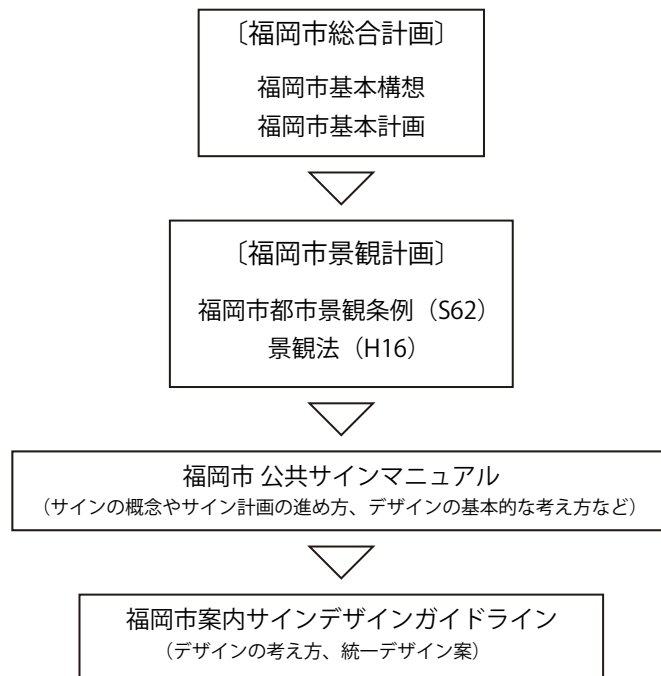 〔福岡市総合計画〕
福岡市基本構想
福岡市基本計画
〔福岡市景観計画〕
福岡市都市景観条例（S62）
景観法（H16）
福岡市 公共サインマニュアル
（サインの概念やサイン計画の進め方、デザインの基本的な考え方など）
福岡市案内サインデザインガイドライン
（デザインの考え方、統一デザイン案）